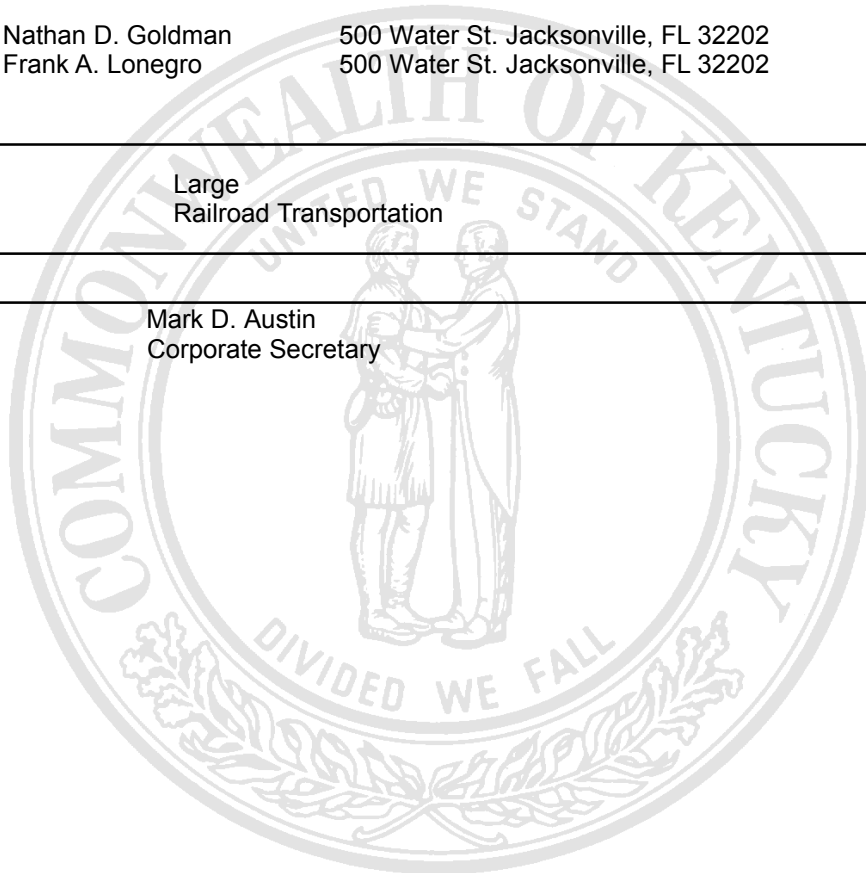 Nathan D. Goldman 500 Water St. Jacksonville, FL 32202
Frank A. Lonegro 500 Water St. Jacksonville, FL 32202
Large
Railroad Transportation
Mark D. Austin
Corporate Secretary
COMMONWEALTH OF KENTUCKY
UNITED WE STAND
DIVIDED WE FALL